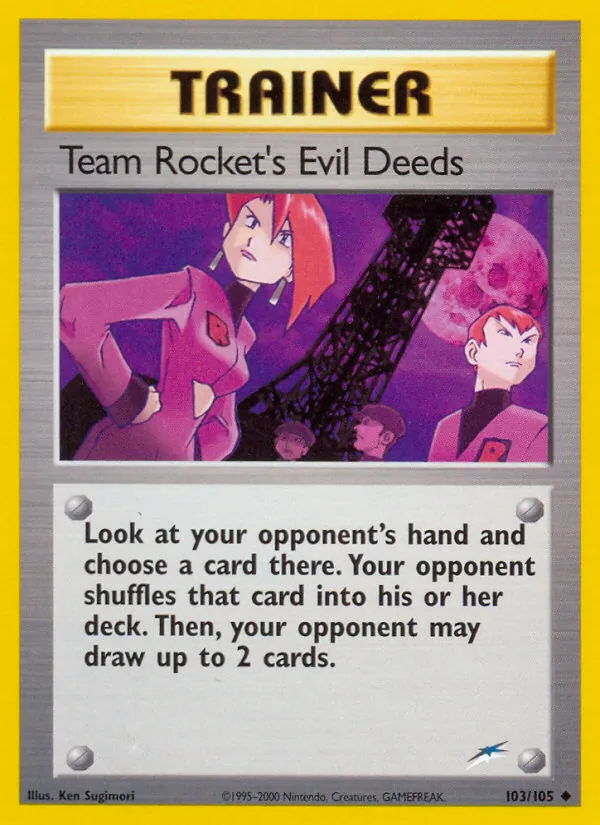 TRAINER
Team Rocket's Evil Deeds
R
R
Look at your opponent's hand and
choose a card there. Your opponent
shuffles that card into his or her
deck. Then, your opponent may
draw up to 2 cards.
Illus. Ken Sugimori ©1995-2000 Nintendo, Creatures, GAMEFREAK. 103/105 ◆